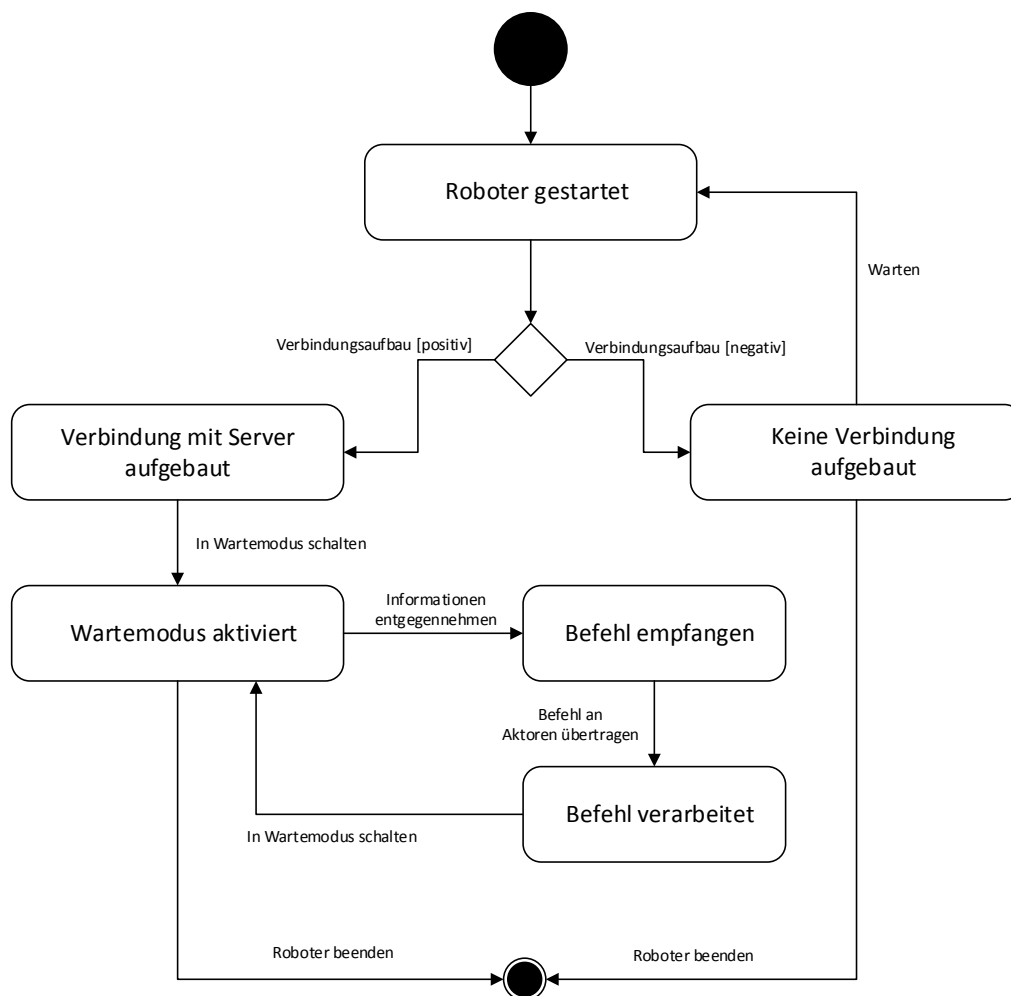 Roboter gestartet
Warten
Verbindungsaufbau [positiv]
Verbindungsaufbau [negativ]
Verbindung mit Server
aufgebaut
Keine Verbindung
aufgebaut
In Wartemodus schalten
Wartemodus aktiviert
Informationen
entgegennehmen
Befehl empfangen
Befehl an
Aktoren übertragen
Befehl verarbeitet
In Wartemodus schalten
Roboter beenden
Roboter beenden